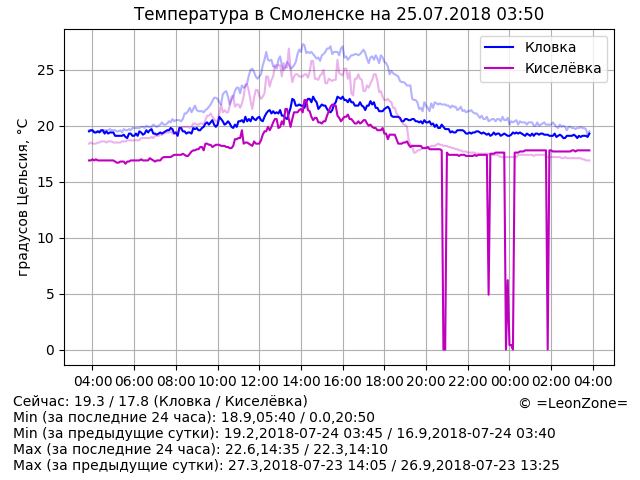 Температура в Смоленске на 25.07.2018 03:50
Кловка
Киселёвка
градусов Цельсия, °C
25
20
15
10
5
0
04:00 06:00 08:00 10:00 12:00 14:00 16:00 18:00 20:00 22:00 00:00 02:00 04:00
Сейчас: 19.3 / 17.8 (Кловка / Киселёвка)
© =LeonZone=
Min (за последние 24 часа): 18.9,05:40 / 0.0,20:50
Min (за предыдущие сутки): 19.2,2018-07-24 03:45 / 16.9,2018-07-24 03:40
Max (за последние 24 часа): 22.6,14:35 / 22.3,14:10
Max (за предыдущие сутки): 27.3,2018-07-23 14:05 / 26.9,2018-07-23 13:25